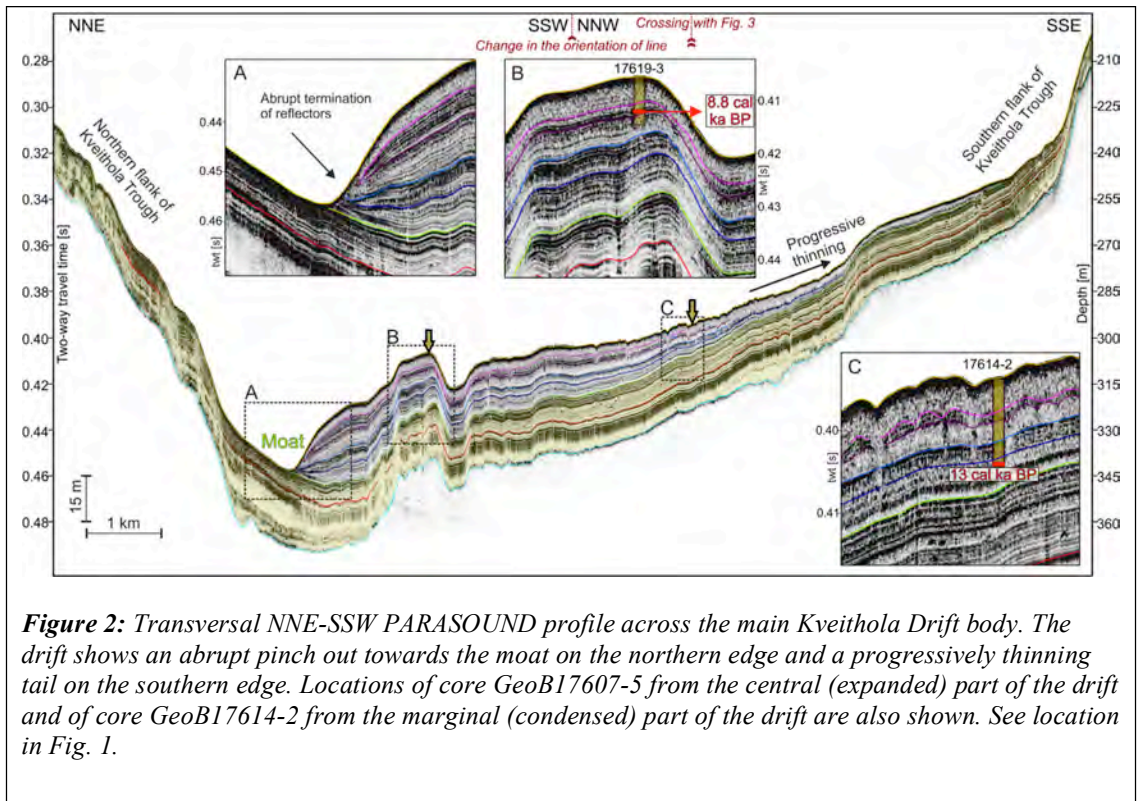 NNE
SSW NNW
Crossing with Fig. 3
SSE
Change in the orientation of line
0.28
0.30
0.32
0.34
0.36
0.38
0.40
0.42
0.44
0.46
0.48
Two-way travel time [s]
Northern flank of
Kveithola Trough
A
Abrupt termination
of reflectors
0.44
0.45
0.46
twt [s]
B
17619-3
8.8 cal
ka BP
0.41
0.42
0.43
0.44
twt [s]
Southern flank of
Kveithola Trough
210
225
240
255
270
285
300
315
330
345
360
Depth [m]
Progressive
thinning
A
Moat
B
C
15 m
1 km
C
17614-2
0.40
0.41
twt [s]
13 cal ka BP
Figure 2: Transversal NNE-SSW PARASOUND profile across the main Kveithola Drift body. The
drift shows an abrupt pinch out towards the moat on the northern edge and a progressively thinning
tail on the southern edge. Locations of core GeoB17607-5 from the central (expanded) part of the drift
and of core GeoB17614-2 from the marginal (condensed) part of the drift are also shown. See location
in Fig. 1.